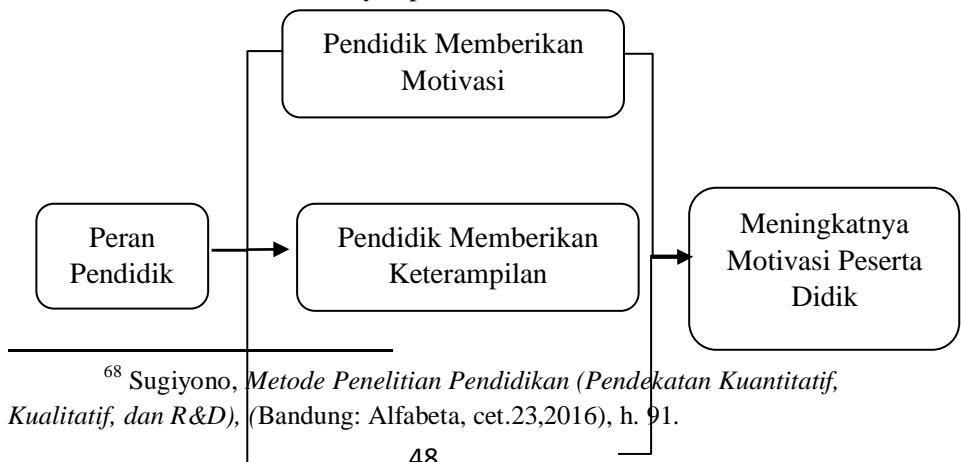 Pendidik Memberikan
Motivasi
Peran
Pendidik
Pendidik Memberikan
Keterampilan
Meningkatnya
Motivasi Peserta
Didik
68 Sugiyono, Metode Penelitian Pendidikan (Pendekatan Kuantitatif,
Kualitatif, dan R&D), (Bandung: Alfabeta, cet.23,2016), h. 91.
48